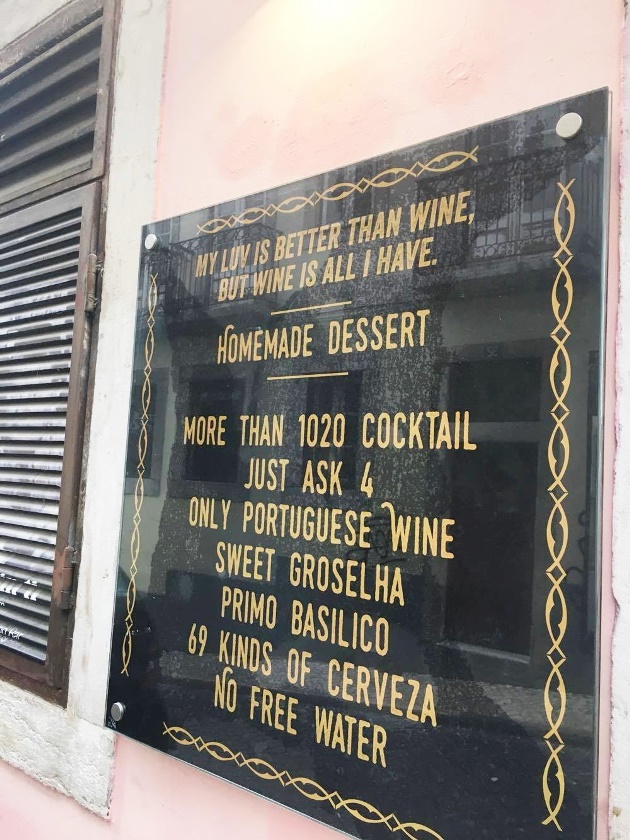 MY LUV IS BETTER THAN WINE,
BUT WINE IS ALL I HAVE.
HOMEMADE DESSERT
MORE THAN 1020 COCKTAIL
JUST ASK 4
ONLY PORTUGUESE WINE
SWEET GROSELHA
PRIMO BASILICO
69 KINDS OF CERVEZA
NO FREE WATER